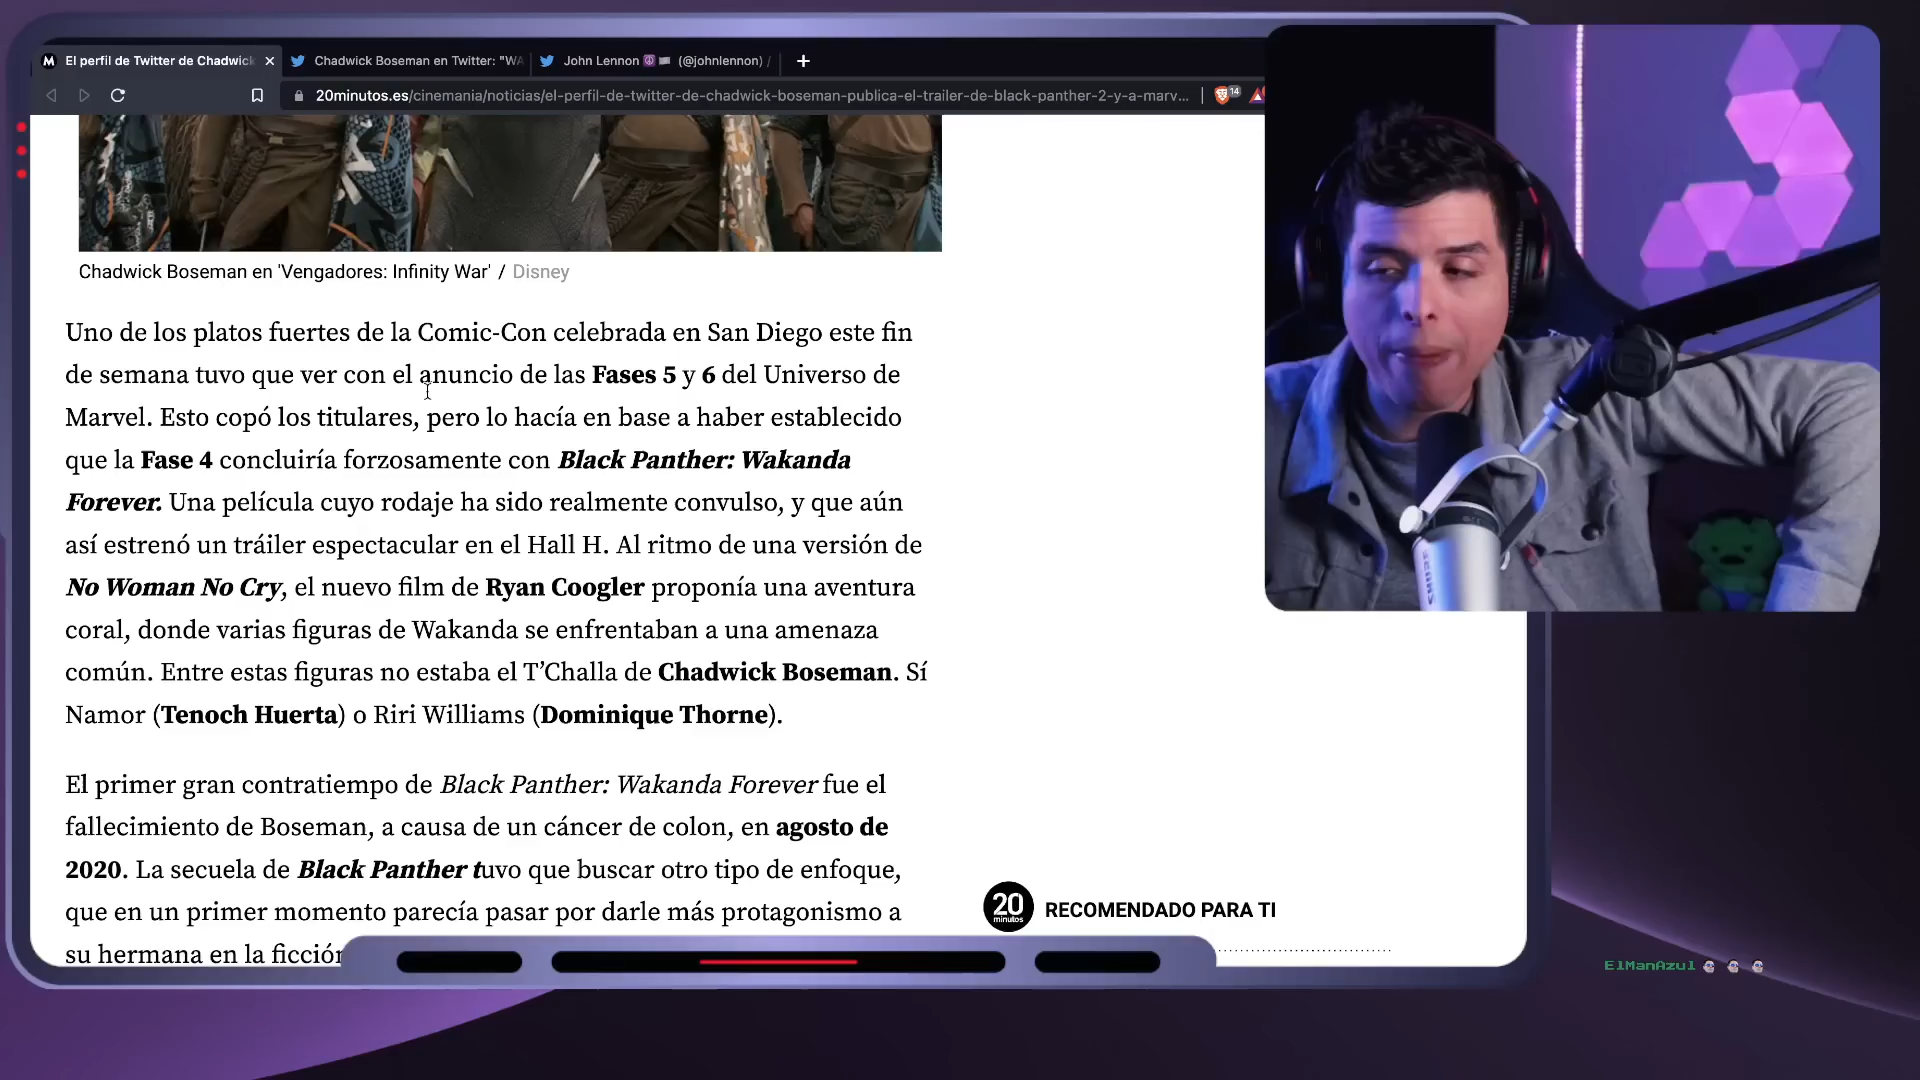 El perfil de Twitter de Chadwick
Chadwick Boseman en Twitter: "WA
John Lennon (@johnlennon) /
20minutos.es/cinemania/noticias/el-perfil-de-twitter-de-chadwick-boseman-publica-el-trailer-de-black-panther-2-y-a-marv...
14
Chadwick Boseman en 'Vengadores: Infinity War' / Disney
Uno de los platos fuertes de la Comic-Con celebrada en San Diego este fin
de semana tuvo que ver con el anuncio de las Fases 5 y 6 del Universo de
Marvel. Esto copó los titulares, pero lo hacía en base a haber establecido
que la Fase 4 concluiría forzosamente con Black Panther: Wakanda
Forever. Una película cuyo rodaje ha sido realmente convulso, y que aún
así estrenó un tráiler espectacular en el Hall H. Al ritmo de una versión de
No Woman No Cry, el nuevo film de Ryan Coogler proponía una aventura
coral, donde varias figuras de Wakanda se enfrentaban a una amenaza
común. Entre estas figuras no estaba el T’Challa de Chadwick Boseman. Sí
Namor (Tenoch Huerta) o Riri Williams (Dominique Thorne).
El primer gran contratiempo de Black Panther: Wakanda Forever fue el
fallecimiento de Boseman, a causa de un cáncer de colon, en agosto de
2020. La secuela de Black Panther tuvo que buscar otro tipo de enfoque,
que en un primer momento parecía pasar por darle más protagonismo a
su hermana en la ficción
20
minutos
RECOMENDADO PARA TI
SHURE
ElManAzul